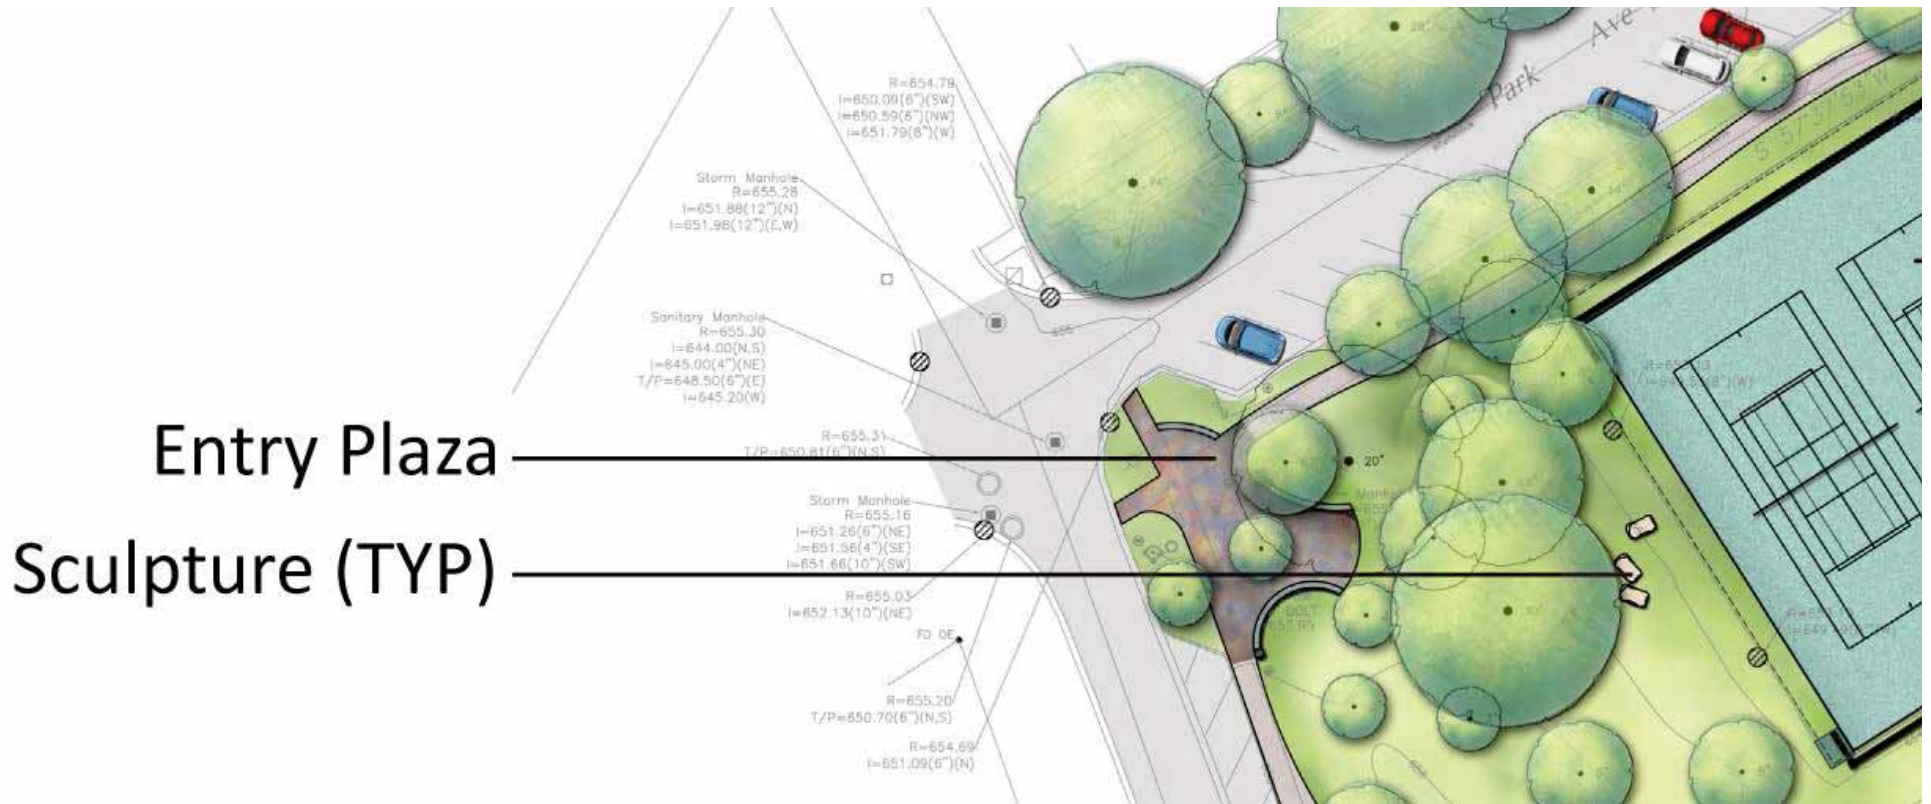 Ave
Park
R=654.79
I=650.09(6")(SW)
I=650.59(6")(NW)
I=651.79(8")(W)
Storm Manhole
R=655.28
I=651.88(12")(N)
I=651.98(12")(E,W)
Sanitary Manhole
R=655.30
I=644.00(N,S)
I=645.00(4")(NE)
T/P=648.50(6")(E)
I=645.20(W)
Entry Plaza
R=655.31
T/P=650.81(6")(N,S)
20"
Storm Manhole
R=655.16
I=651.26(6")(NE)
I=651.56(4")(SE)
I=651.66(10")(SW)
Sculpture (TYP)
R=655.03
I=652.13(10")(NE)
FD OE
R=655.20
T/P=650.70(6")(N,S)
R=654.69
I=651.09(6")(N)